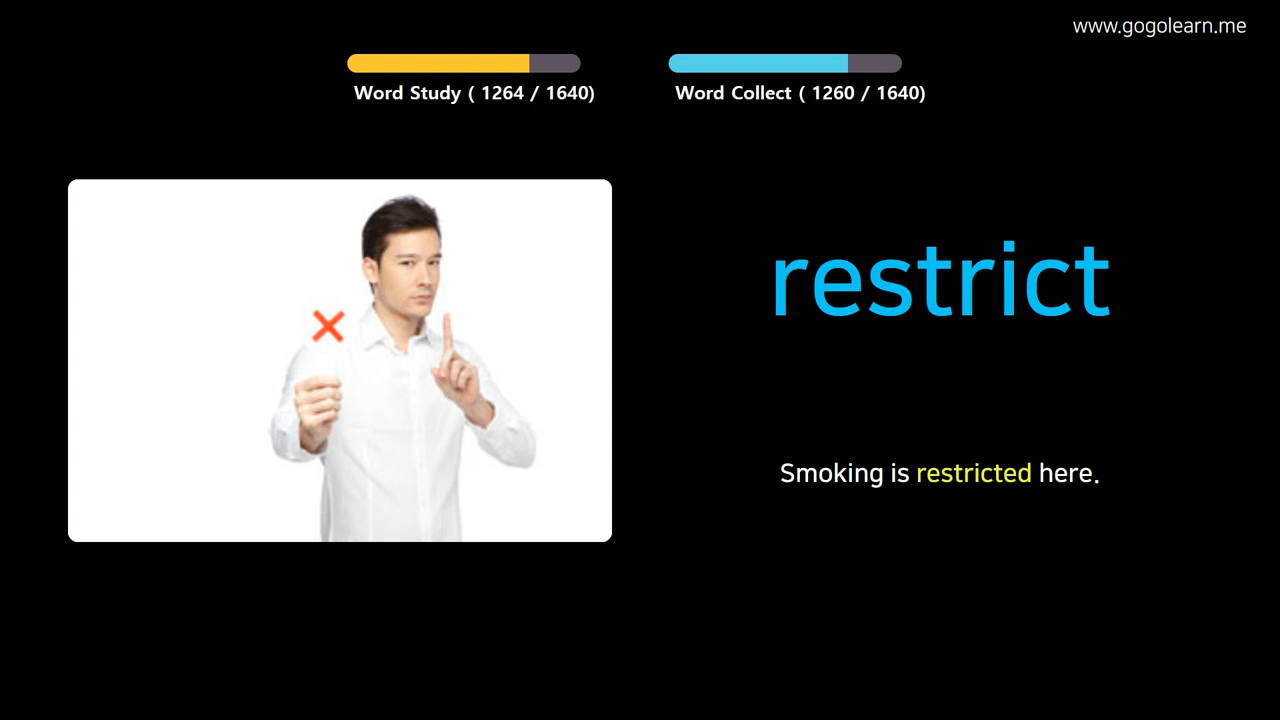 www.gogolearn.me
Word Study ( 1264 / 1640)
Word Collect ( 1260 / 1640)
restrict
Smoking is restricted here.